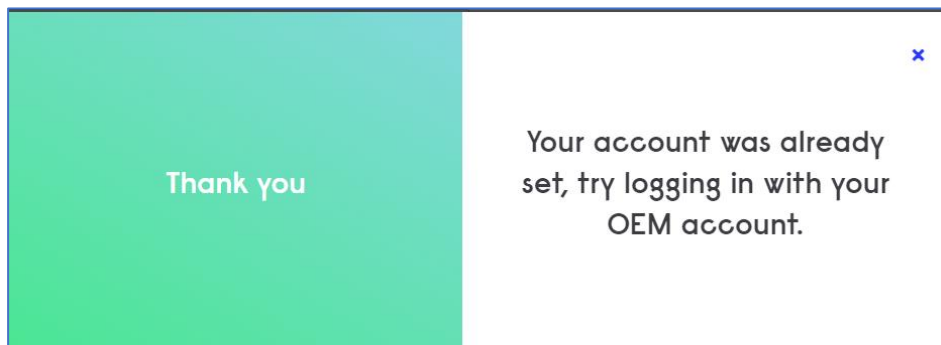 Thank you
Your account was already
set, try logging in with your
OEM account.